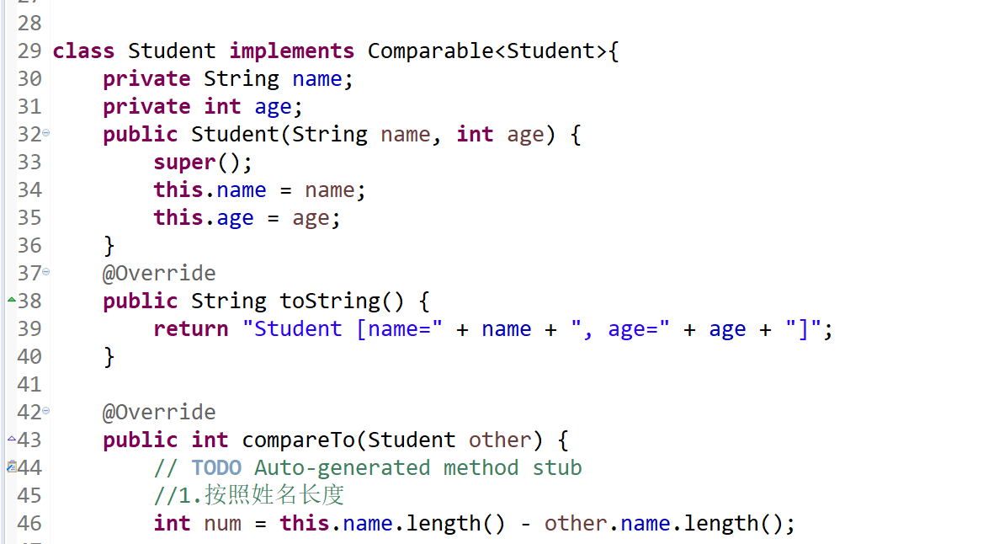 28
29 class Student implements Comparable<Student>{
30     private String name;
31     private int age;
32     public Student(String name, int age) {
33         super();
34         this.name = name;
35         this.age = age;
36     }
37     @Override
38     public String toString() {
39         return "Student [name=" + name + ", age=" + age + "]";
40     }
41
42     @Override
43     public int compareTo(Student other) {
44         // TODO Auto-generated method stub
45         //1.按照姓名长度
46         int num = this.name.length() - other.name.length();